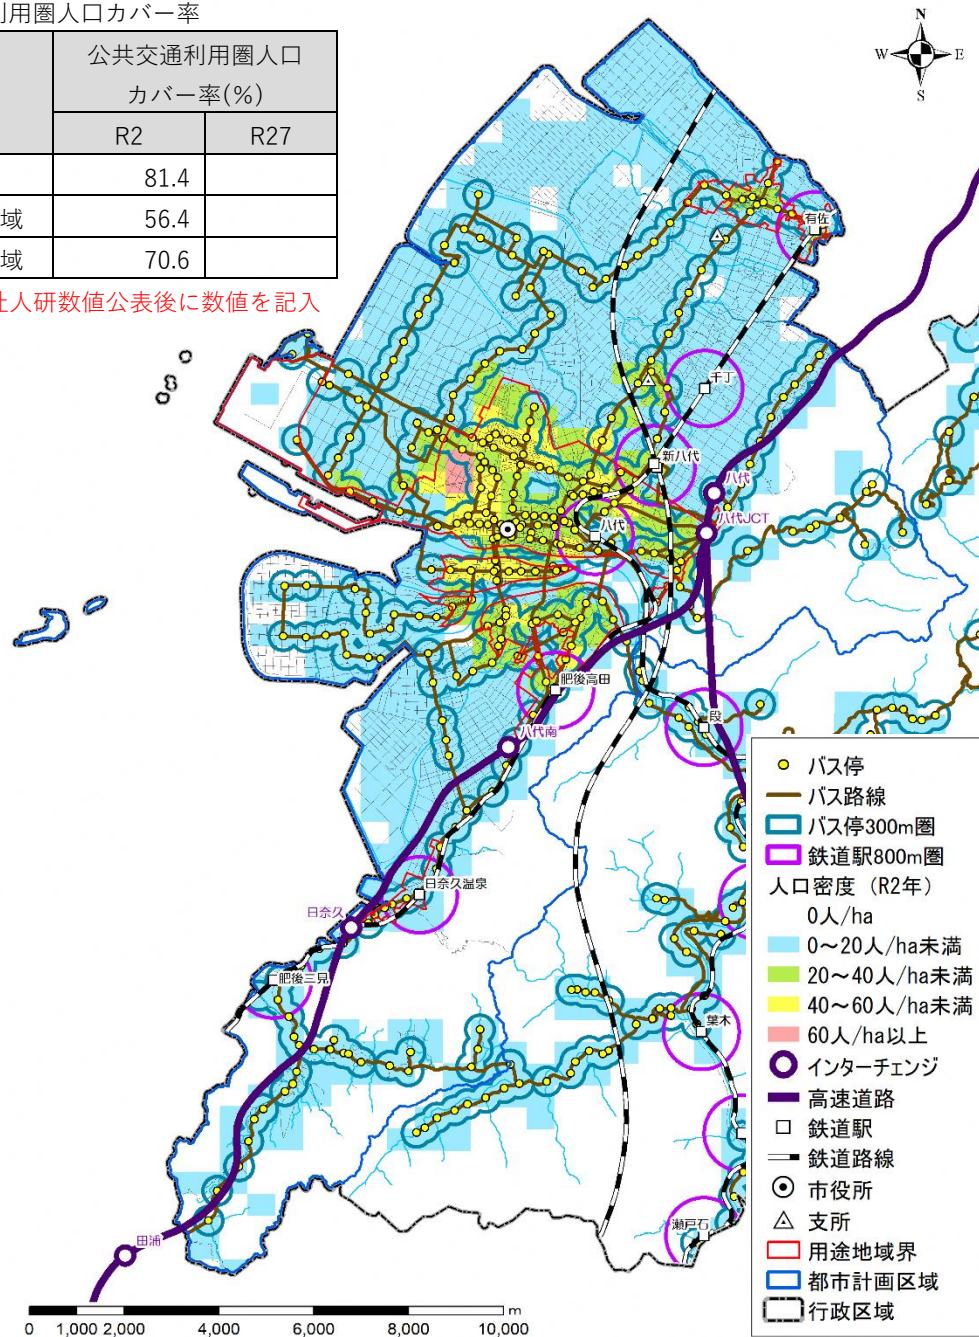 用圏人口カバー率
公共交通利用圏人口
カバー率(%)
R2 R27
81.4
域 56.4
域 70.6
社人研数値公表後に数値を記入
N
W E
S
有佐
千丁
新八代
八代
八代JCT
八代
肥後高田
八代南
段
日奈久温泉
日奈久
肥後三見
葉木
瀬戸石
田浦
バス停
バス路線
バス停300m圏
鉄道駅800m圏
人口密度（R2年）
0人/ha
0～20人/ha未満
20～40人/ha未満
40～60人/ha未満
60人/ha以上
インターチェンジ
高速道路
鉄道駅
鉄道路線
市役所
支所
用途地域界
都市計画区域
行政区域
m
0 1,000 2,000 4,000 6,000 8,000 10,000